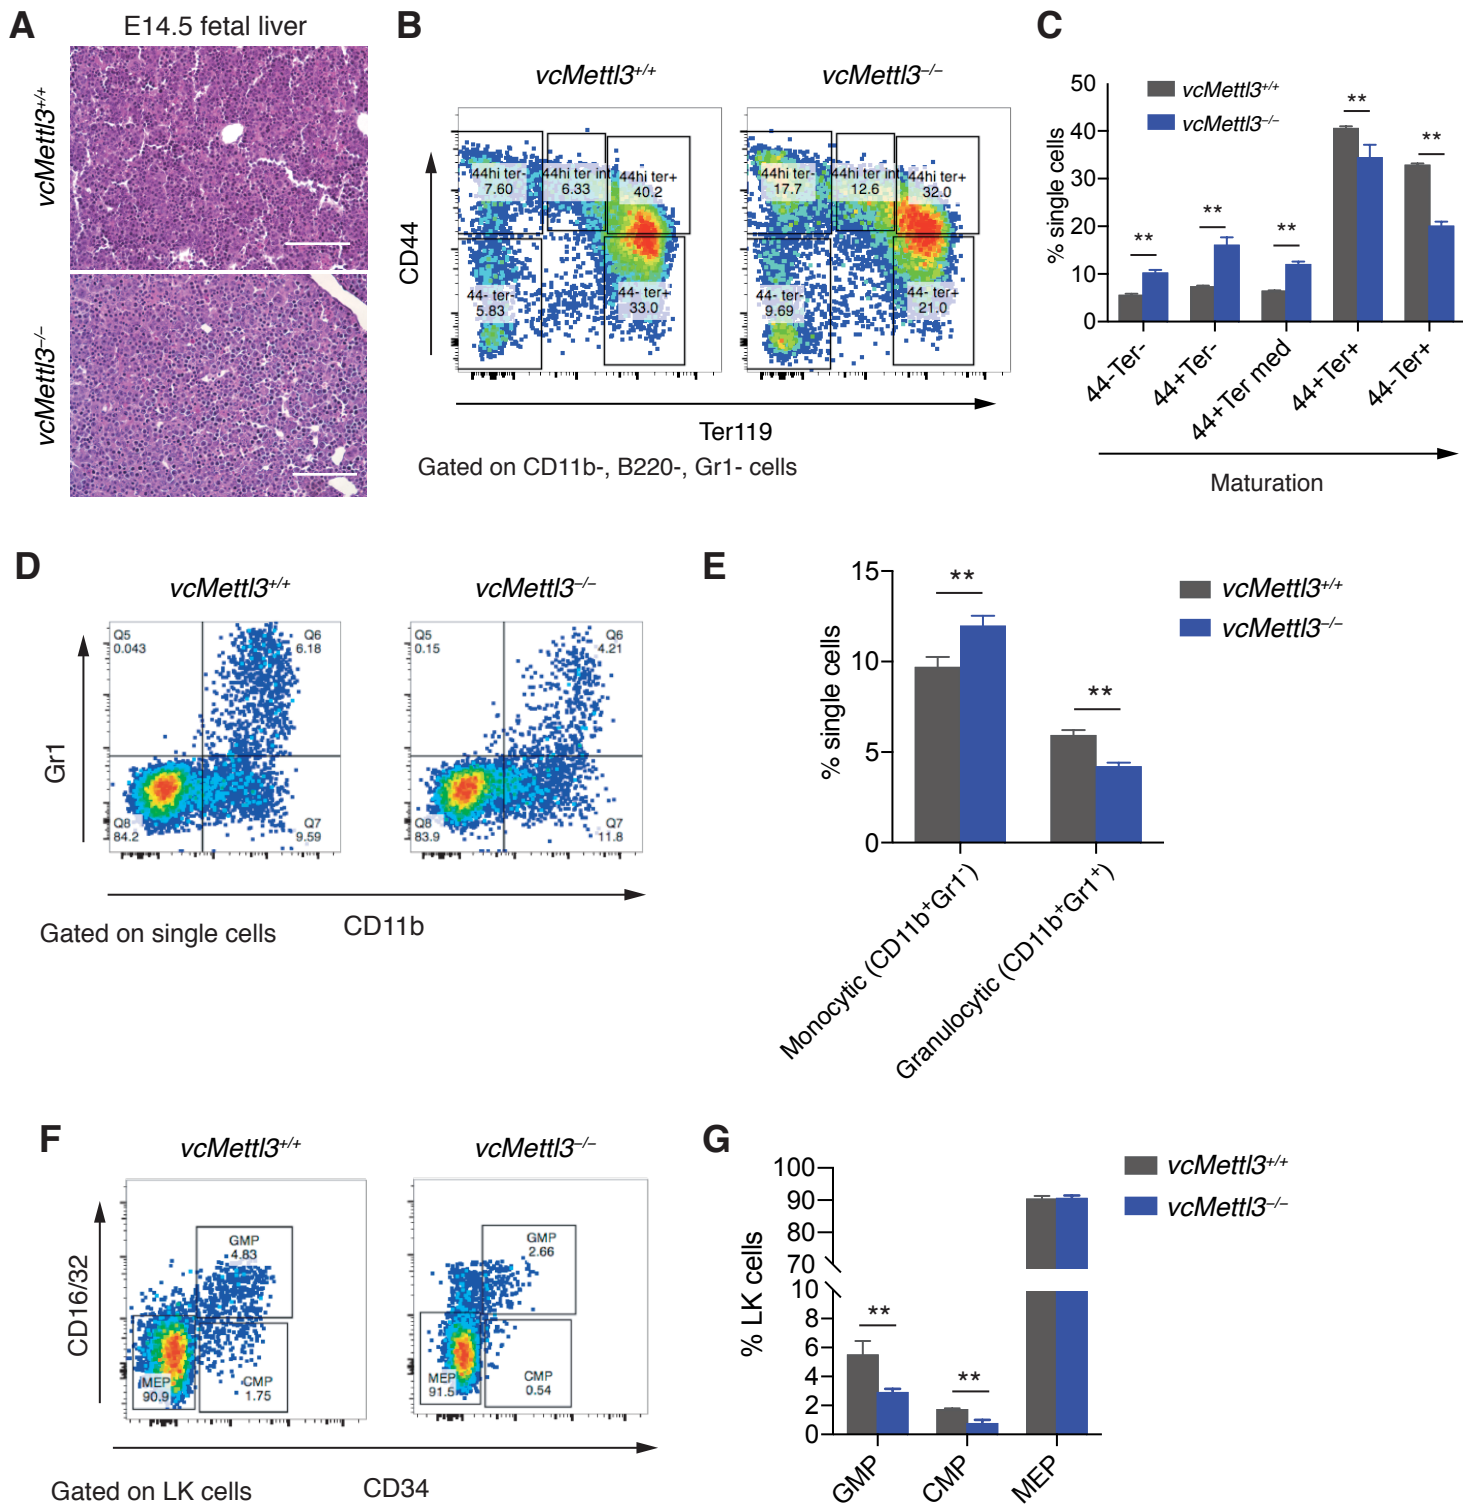 A
E14.5 fetal liver
vcMettl3+/+
vcMettl3–/–
B
vcMettl3+/+
vcMettl3–/–
44hi ter-
7.60
44hi ter int
6.33
44hi ter+
40.2
44- ter-
5.83
44- ter+
33.0
44hi ter-
17.7
44hi ter int
12.6
44hi ter+
32.0
44- ter-
9.69
44- ter+
21.0
CD44
Ter119
Gated on CD11b-, B220-, Gr1- cells
C
vcMettl3+/+
vcMettl3–/–
% single cells
50
40
30
20
10
0
**
**
**
**
**
44-Ter-
44+Ter-
44+Ter med
44+Ter+
44-Ter+
Maturation
D
vcMettl3+/+
vcMettl3–/–
Q5
0.043
Q6
6.18
Q8
84.2
Q7
9.59
Q5
0.15
Q6
4.21
Q8
83.9
Q7
11.8
Gr1
CD11b
Gated on single cells
E
% single cells
15
10
5
0
**
**
vcMettl3+/+
vcMettl3–/–
Monocytic (CD11b+Gr1-)
Granulocytic (CD11b+Gr1+)
F
vcMettl3+/+
vcMettl3–/–
GMP
4.83
MEP
90.9
CMP
1.75
GMP
2.66
MEP
91.5
CMP
0.54
CD16/32
CD34
Gated on LK cells
G
% LK cells
100
90
80
70
10
8
6
4
2
0
**
**
vcMettl3+/+
vcMettl3–/–
GMP
CMP
MEP